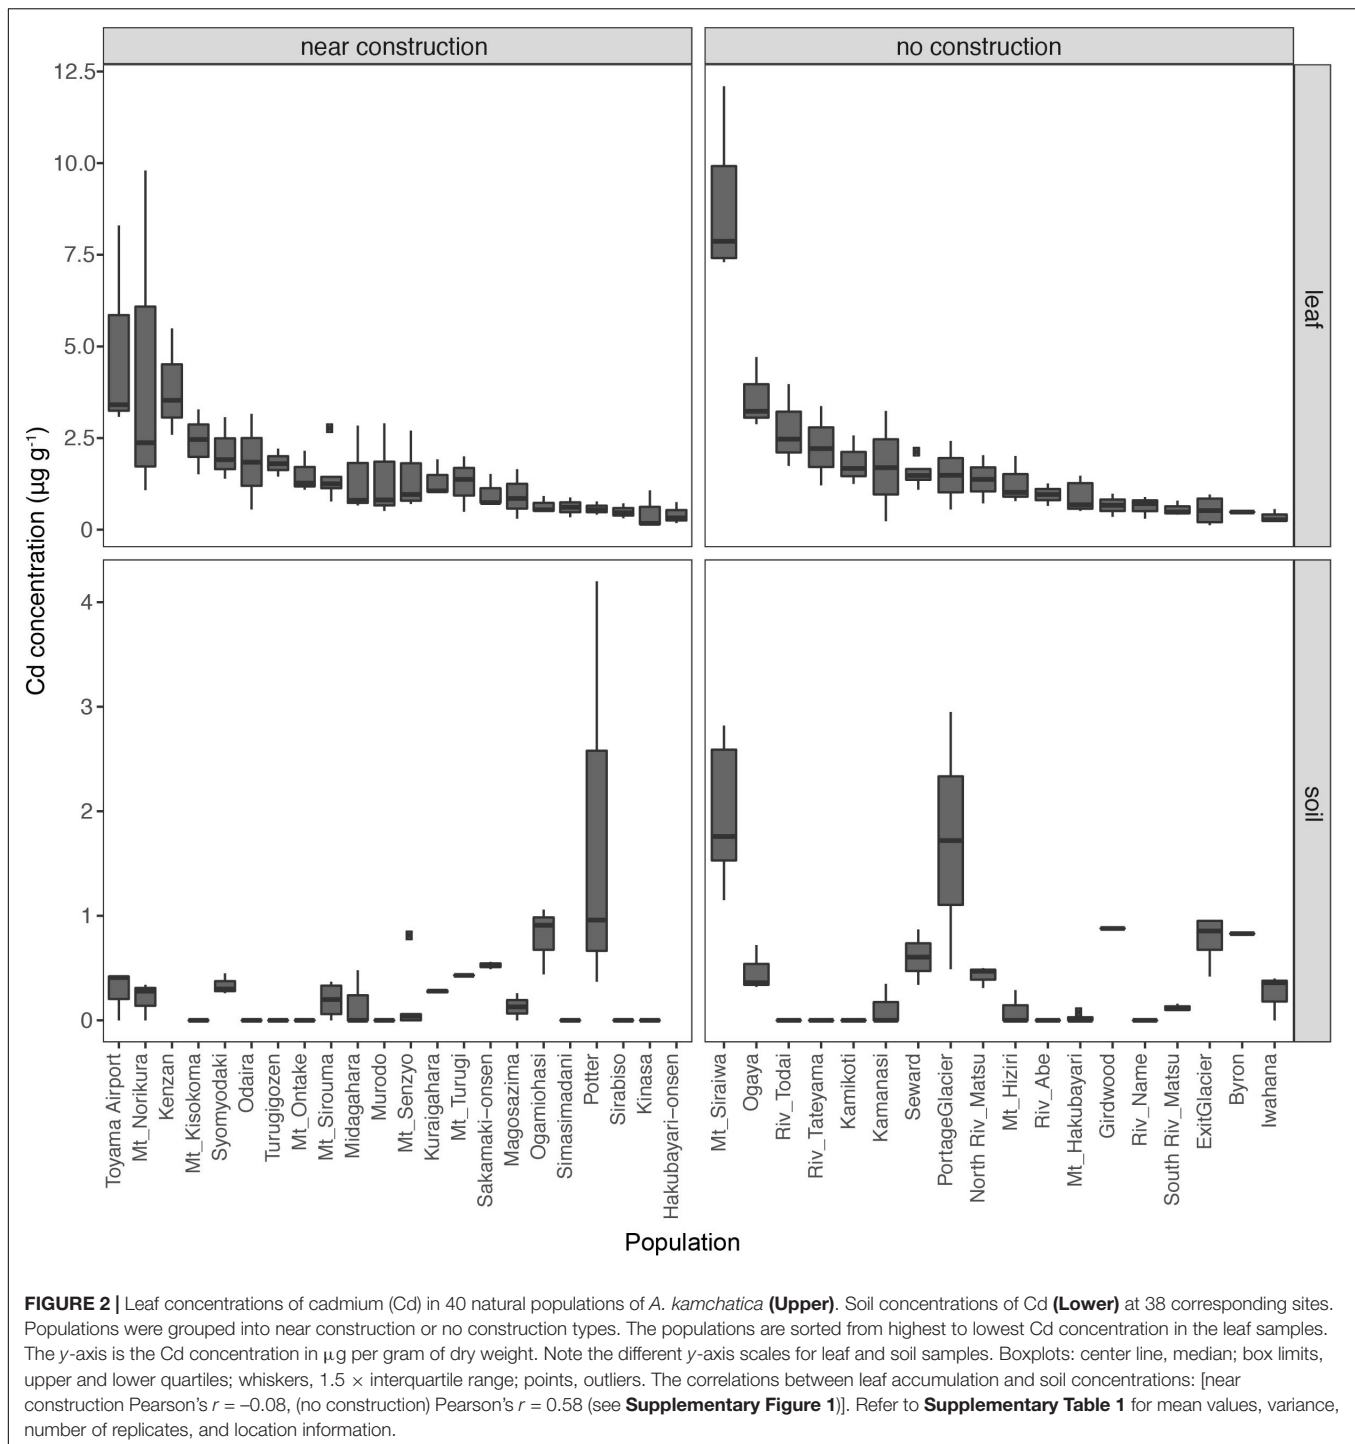 near construction
no construction
12.5
10.0
7.5
5.0
2.5
0
leaf
Cd concentration (µg g-1)
4
3
2
1
0
soil
Toyama Airport
Mt_Norikura
Kenzan
Mt_Kisokoma
Syomyodaki
Odaira
Turugigozen
Mt_Ontake
Mt_Sirouma
Midagahara
Murodo
Mt_Senzyo
Kuraigahara
Mt_Turugi
Sakamaki-onsen
Magosazima
Ogamiohasi
Simasimadani
Potter
Sirabiso
Kinasa
Hakubayari-onsen
Mt_Siraiwa
Ogaya
Riv_Todai
Riv_Tateyama
Kamikoti
Kamanasi
Seward
PortageGlacier
North Riv_Matsu
Mt_Hiziri
Riv_Abe
Mt_Hakubayari
Girdwood
Riv_Name
South Riv_Matsu
ExitGlacier
Byron
Iwahana
Population
FIGURE 2 | Leaf concentrations of cadmium (Cd) in 40 natural populations of A. kamchatica (Upper). Soil concentrations of Cd (Lower) at 38 corresponding sites.
Populations were grouped into near construction or no construction types. The populations are sorted from highest to lowest Cd concentration in the leaf samples.
The y-axis is the Cd concentration in µg per gram of dry weight. Note the different y-axis scales for leaf and soil samples. Boxplots: center line, median; box limits,
upper and lower quartiles; whiskers, 1.5 × interquartile range; points, outliers. The correlations between leaf accumulation and soil concentrations: [near
construction Pearson's r = –0.08, (no construction) Pearson's r = 0.58 (see Supplementary Figure 1)]. Refer to Supplementary Table 1 for mean values, variance,
number of replicates, and location information.